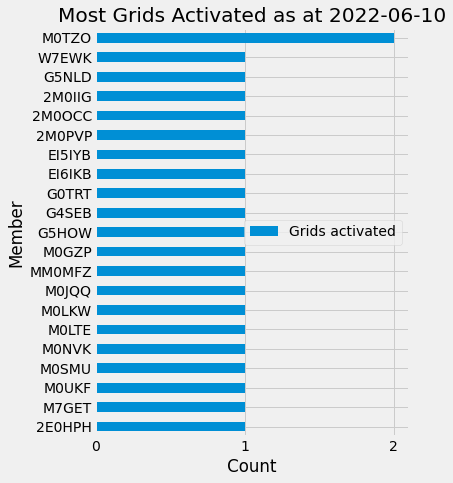 Most Grids Activated as at 2022-06-10
M0TZO
W7EWK
G5NLD
2M0IIG
2M0OCC
2M0PVP
EI5IYB
EI6IKB
G0TRT
G4SEB
G5HOW
M0GZP
MM0MFZ
M0JQQ
M0LKW
M0LTE
M0NVK
M0SMU
M0UKF
M7GET
2E0HPH
Member
Grids activated
0 1 2
Count